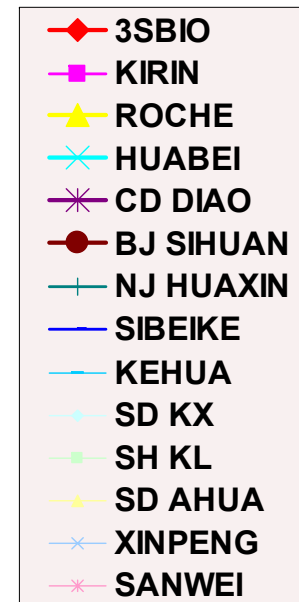 3SBIO
KIRIN
ROCHE
HUABEI
CD DIAO
BJ SIHUAN
NJ HUAXIN
SIBEIKE
KEHUA
SD KX
SH KL
SD AHUA
XINPENG
SANWEI